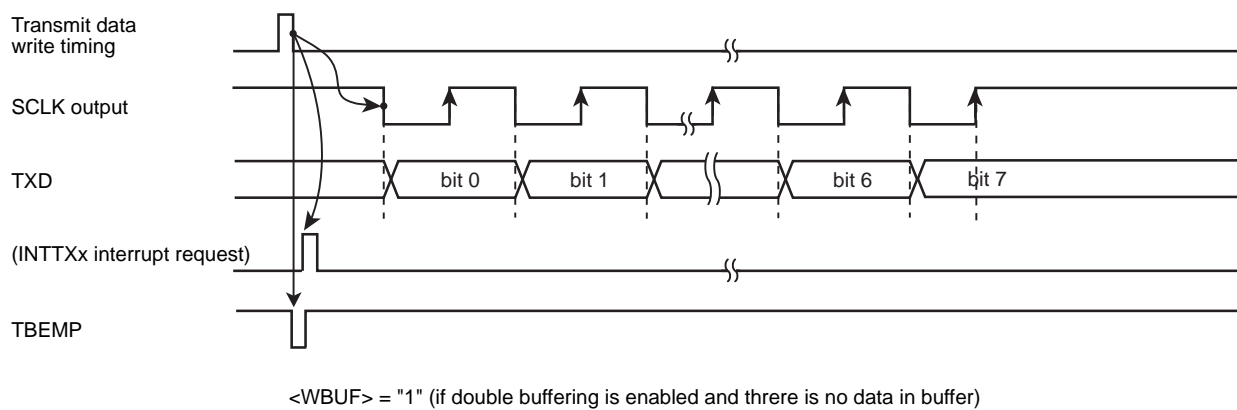 Transmit data
write timing
SCLK output
TXD
bit 0 bit 1 bit 6 bit 7
(INTTXx interrupt request)
TBEMP
<WBUF> = "1" (if double buffering is enabled and threre is no data in buffer)